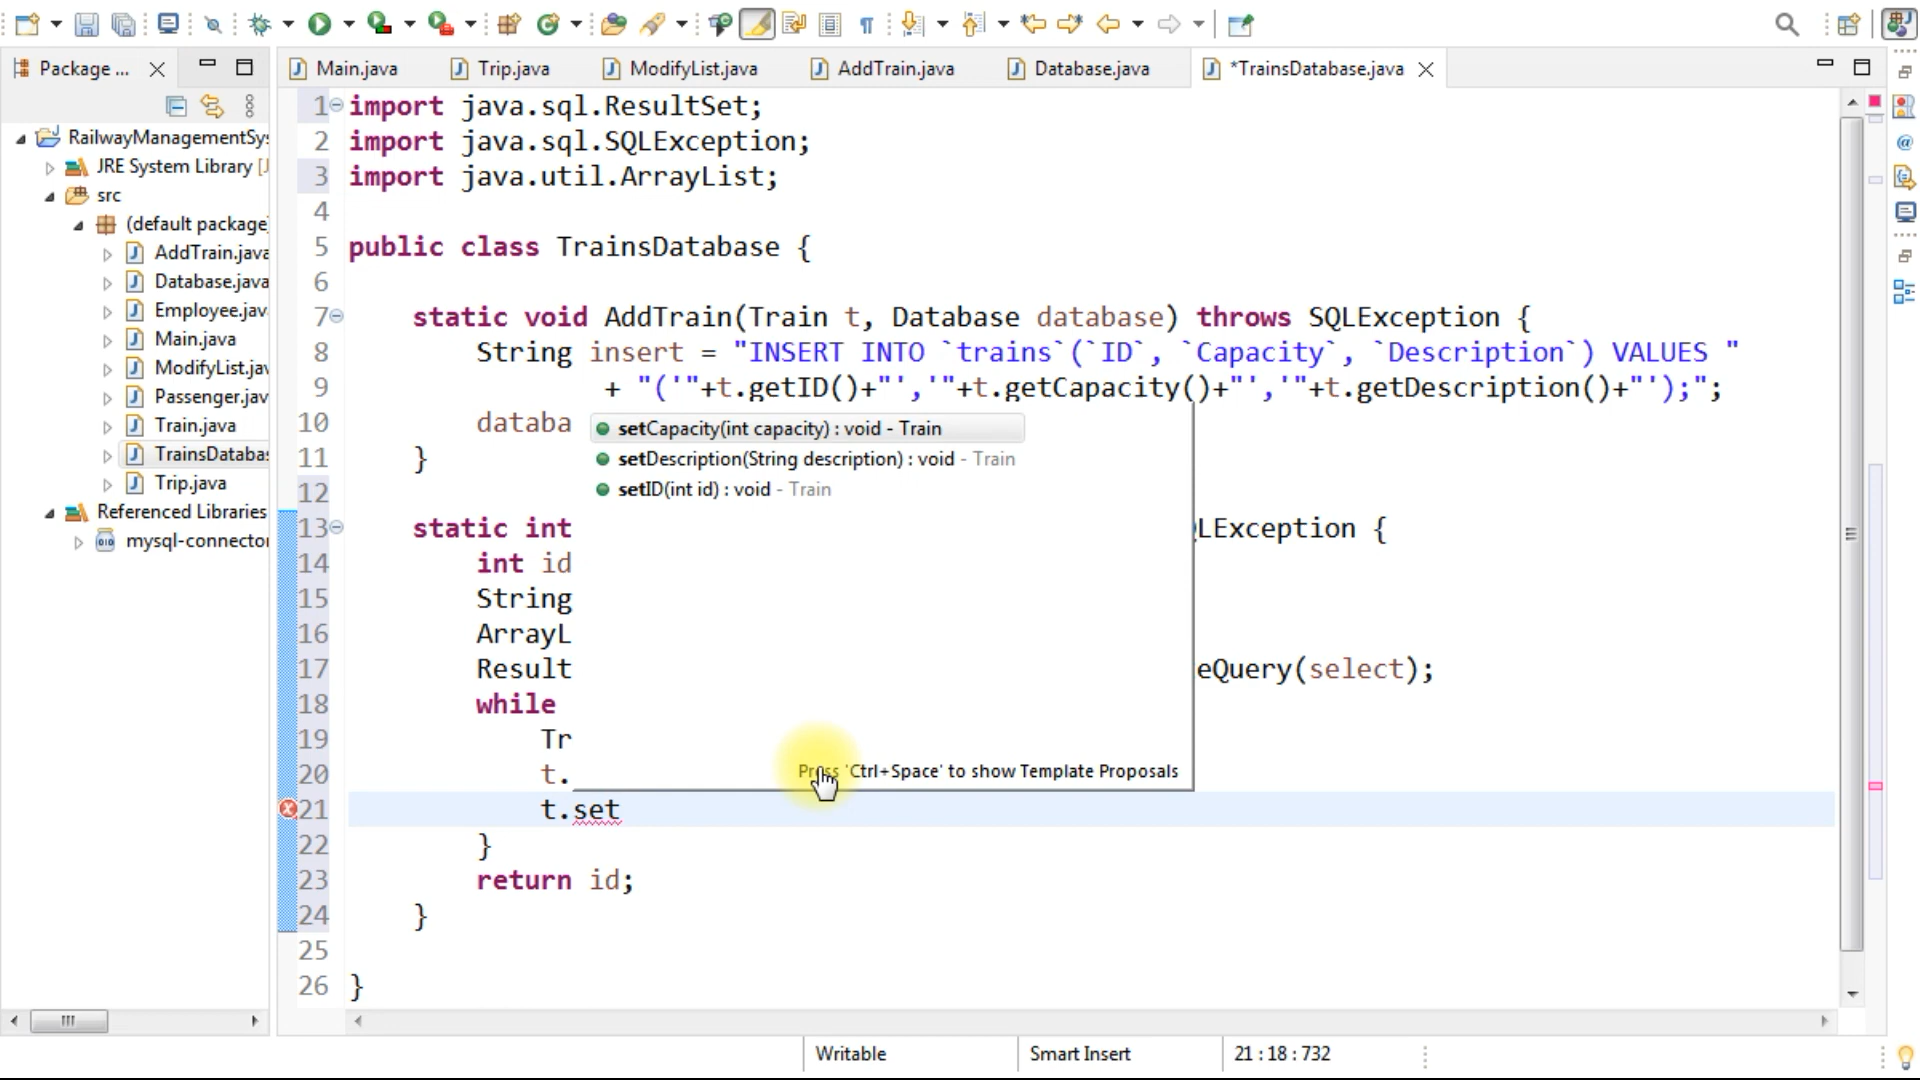 Package ...
Main.java
Trip.java
ModifyList.java
AddTrain.java
Database.java
*TrainsDatabase.java
RailwayManagementSys
JRE System Library [J
src
(default package)
AddTrain.java
Database.java
Employee.jav
Main.java
ModifyList.jav
Passenger.jav
Train.java
TrainsDatabas
Trip.java
Referenced Libraries
mysql-connector
1 import java.sql.ResultSet;
2 import java.sql.SQLException;
3 import java.util.ArrayList;
4
5 public class TrainsDatabase {
6
7 static void AddTrain(Train t, Database database) throws SQLException {
8 String insert = "INSERT INTO `trains`(`ID`, `Capacity`, `Description`) VALUES "
9 + "('"+t.getID()+"','"+t.getCapacity()+"','"+t.getDescription()+"');";
10 databa
11 }
12
13 static int LException {
14 int id
15 String
16 ArrayL
17 Result eQuery(select);
18 while
19 Tr
20 t.
21 t.set
22 }
23 return id;
24 }
25
26 }
setCapacity(int capacity) : void - Train
setDescription(String description) : void - Train
setID(int id) : void - Train
Press 'Ctrl+Space' to show Template Proposals
Writable
Smart Insert
21 : 18 : 732